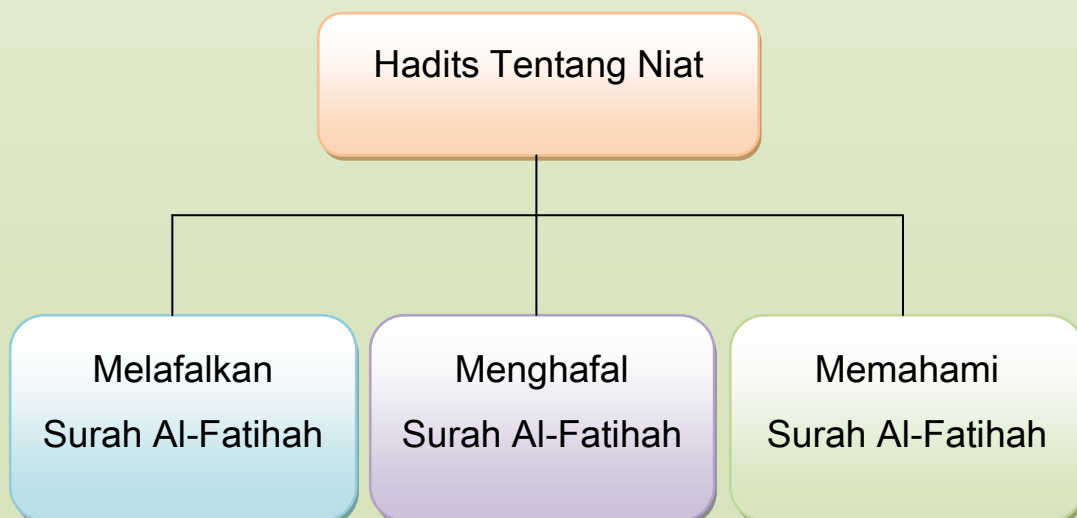 Hadits Tentang Niat
Melafalkan
Surah Al-Fatihah
Menghafal
Surah Al-Fatihah
Memahami
Surah Al-Fatihah